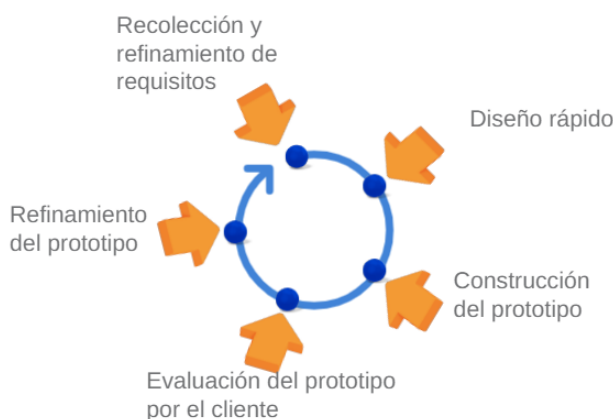 Recolección y
refinamiento de
requisitos
Diseño rápido
Construcción
del prototipo
Evaluación del prototipo
por el cliente
Refinamiento
del prototipo